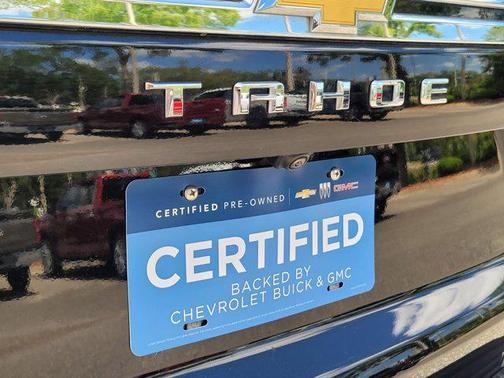 TAHOE
CERTIFIED PRE-OWNED GMC
CERTIFIED
BACKED BY
CHEVROLET BUICK & GMC